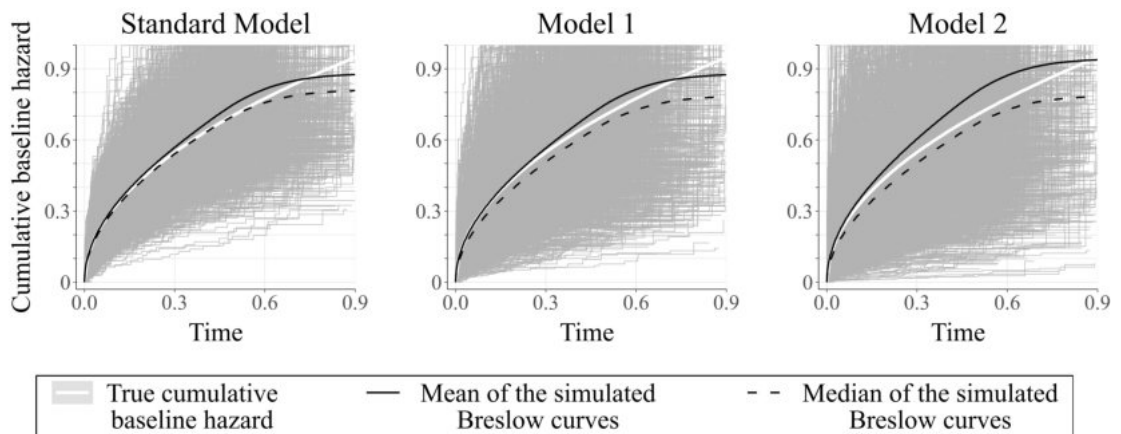 Standard Model
Model 1
Model 2
Cumulative baseline hazard
0.9
0.6
0.3
0
0.0 0.3 0.6 0.9
Time
0.9
0.6
0.3
0
0.0 0.3 0.6 0.9
Time
0.9
0.6
0.3
0
0.0 0.3 0.6 0.9
Time
True cumulative
baseline hazard
Mean of the simulated
Breslow curves
Median of the simulated
Breslow curves